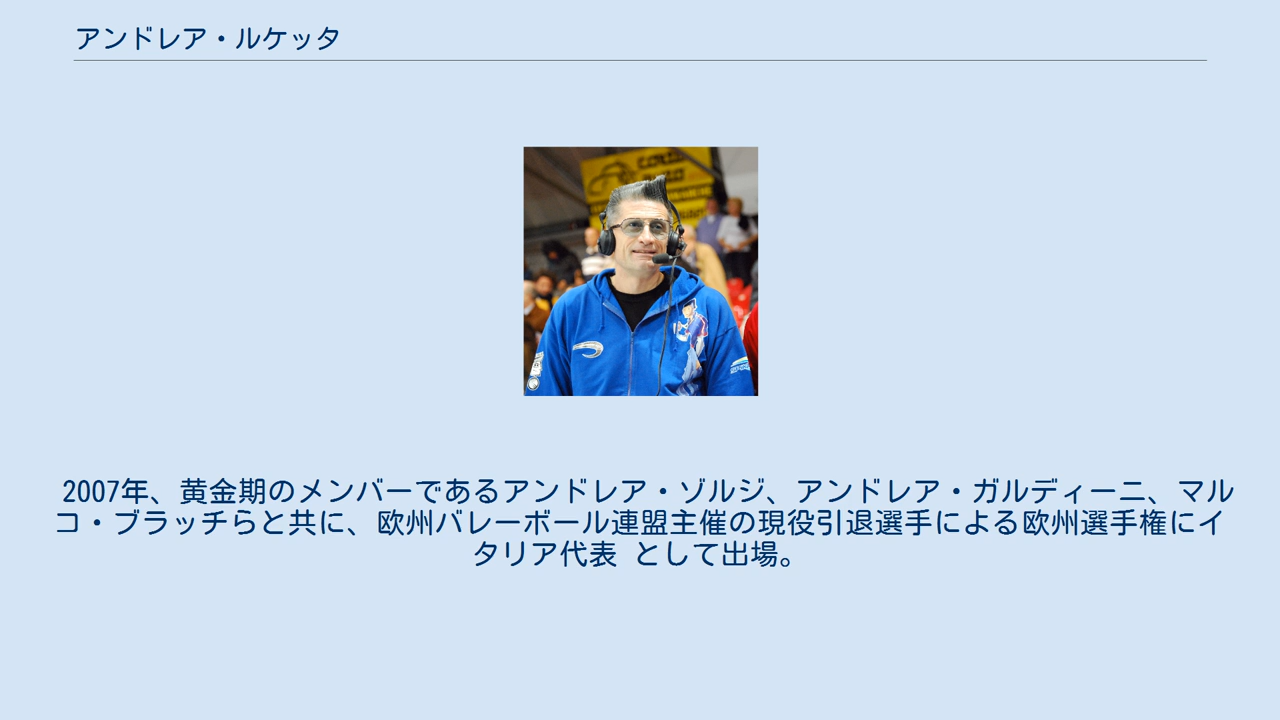 アンドレア・ルケッタ
2007年、黄金期のメンバーであるアンドレア・ゾルジ、アンドレア・ガルディーニ、マル
コ・ブラッチらと共に、欧州バレーボール連盟主催の現役引退選手による欧州選手権にイ
タリア代表 として出場。